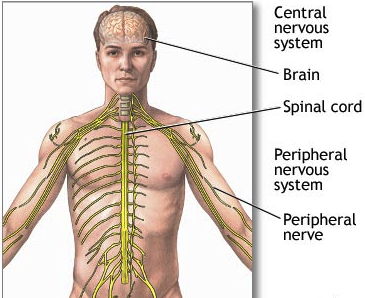 Central
nervous
system
Brain
Spinal cord
Peripheral
nervous
system
Peripheral
nerve